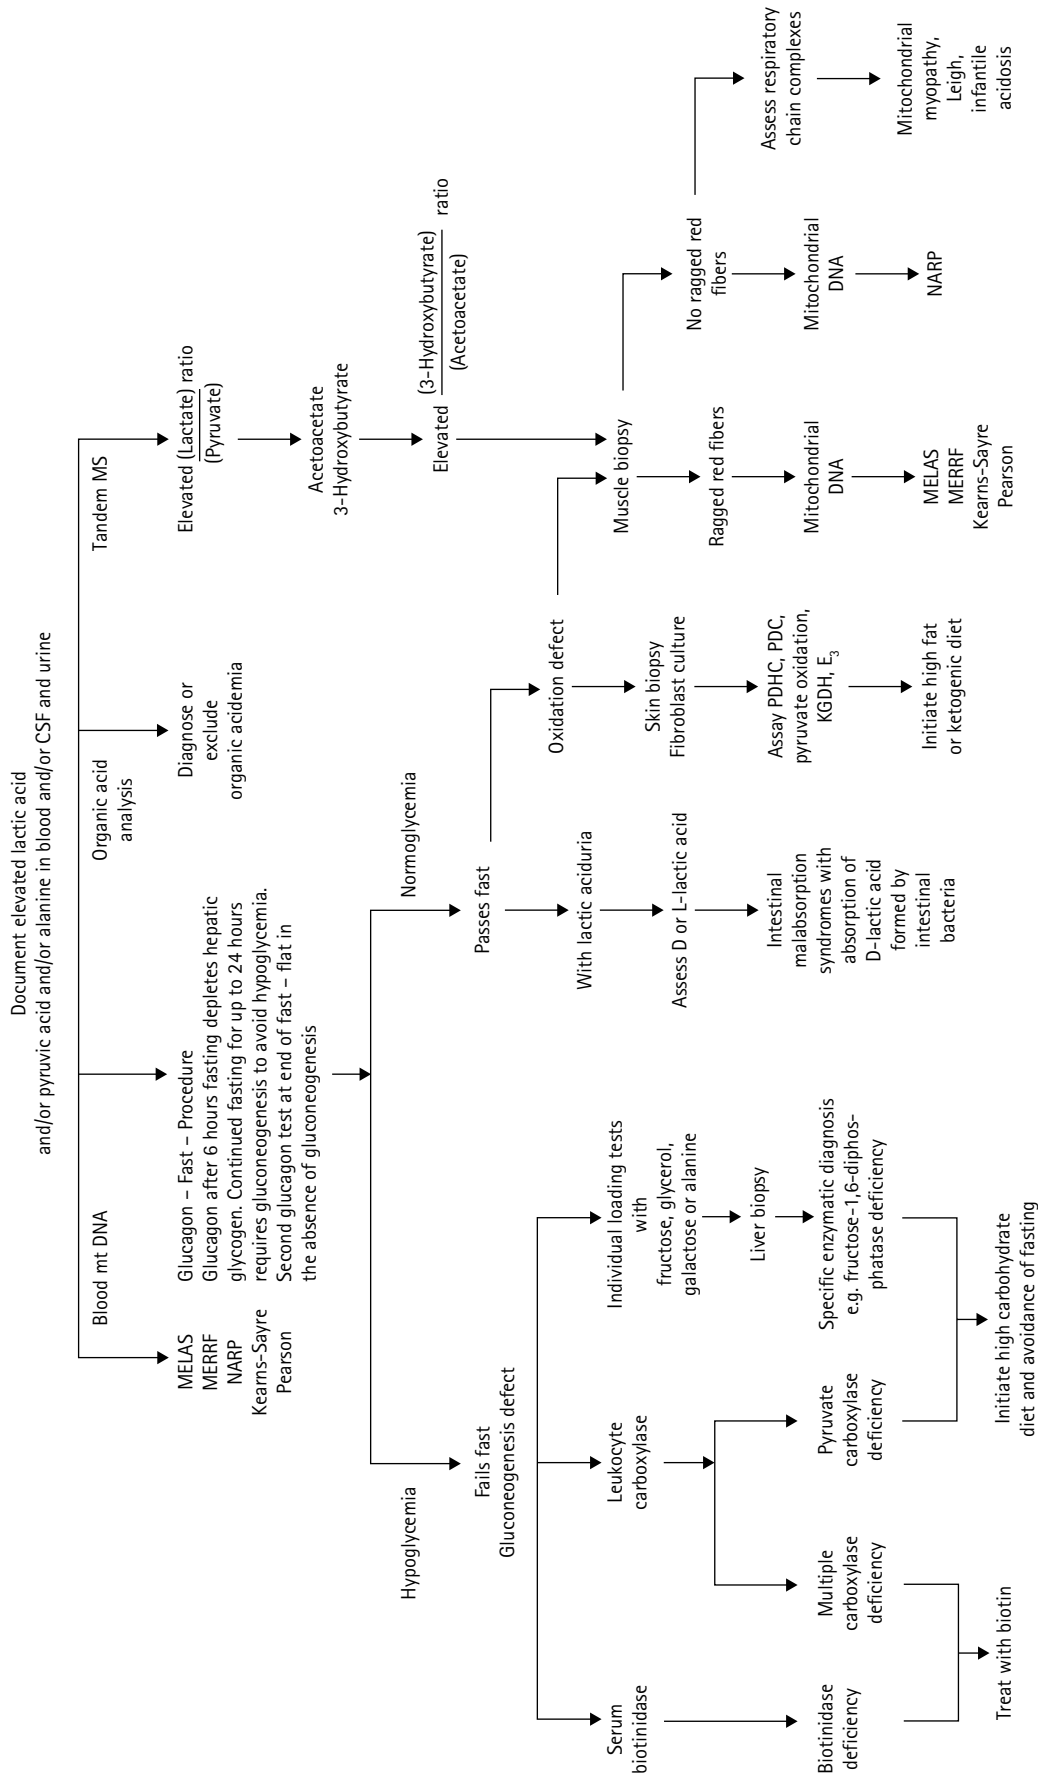 Document elevated lactic acid
and/or pyruvic acid and/or alanine in blood and/or CSF and urine
Blood mt DNA
MELAS
MERRF
NARP
Kearns–Sayre
Pearson
Glucagon – Fast – Procedure
Glucagon after 6 hours fasting depletes hepatic
glycogen. Continued fasting for up to 24 hours
requires gluconeogenesis to avoid hypoglycemia.
Second glucagon test at end of fast – flat in
the absence of gluconeogenesis
Organic acid
analysis
Diagnose or
exclude
organic acidemia
Tandem MS
Elevated (Lactate) ratio
(Pyruvate)
Acetoacetate
3–Hydroxybutyrate
Elevated (3–Hydroxybutyrate) ratio
(Acetoacetate)
Hypoglycemia
Fails fast
Gluconeogenesis defect
Serum
biotinidase
Biotinidase
deficiency
Leukocyte
carboxylase
Multiple
carboxylase
deficiency
Treat with biotin
Pyruvate
carboxylase
deficiency
Individual loading tests
with
fructose, glycerol,
galactose or alanine
Liver biopsy
Specific enzymatic diagnosis
e.g. fructose–1,6–diphos–
phatase deficiency
Initiate high carbohydrate
diet and avoidance of fasting
Normoglycemia
Passes fast
With lactic aciduria
Assess D or L–lactic acid
Intestinal
malabsorption
syndromes with
absorption of
D–lactic acid
formed by
intestinal
bacteria
Oxidation defect
Skin biopsy
Fibroblast culture
Assay PDHC, PDC,
pyruvate oxidation,
KGDH, E3
Initiate high fat
or ketogenic diet
Muscle biopsy
Ragged red fibers
Mitochondrial
DNA
MELAS
MERRF
Kearns–Sayre
Pearson
No ragged red
fibers
Mitochondrial
DNA
NARP
Assess respiratory
chain complexes
Mitochondrial
myopathy,
Leigh,
infantile
acidosis